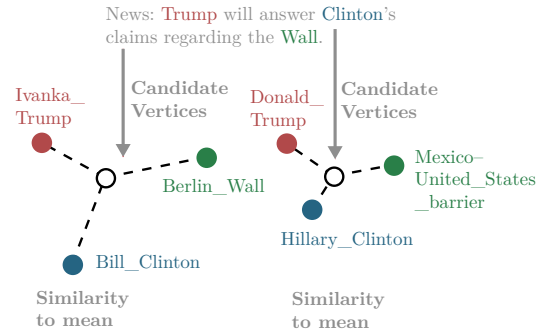 News: Trump will answer Clinton's
claims regarding the Wall.
Candidate
Vertices
Ivanka_
Trump
Berlin_Wall
Bill_Clinton
Similarity
to mean
Candidate
Vertices
Donald_
Trump
Mexico–
United_States
_barrier
Hillary_Clinton
Similarity
to mean